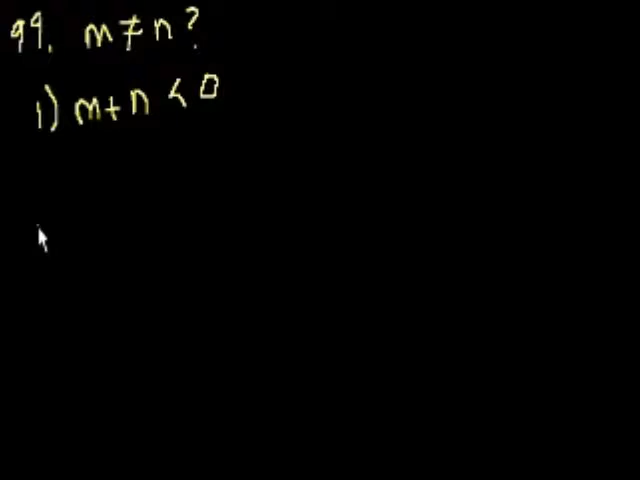 99. m ≠ n ?
1) m+n < 0